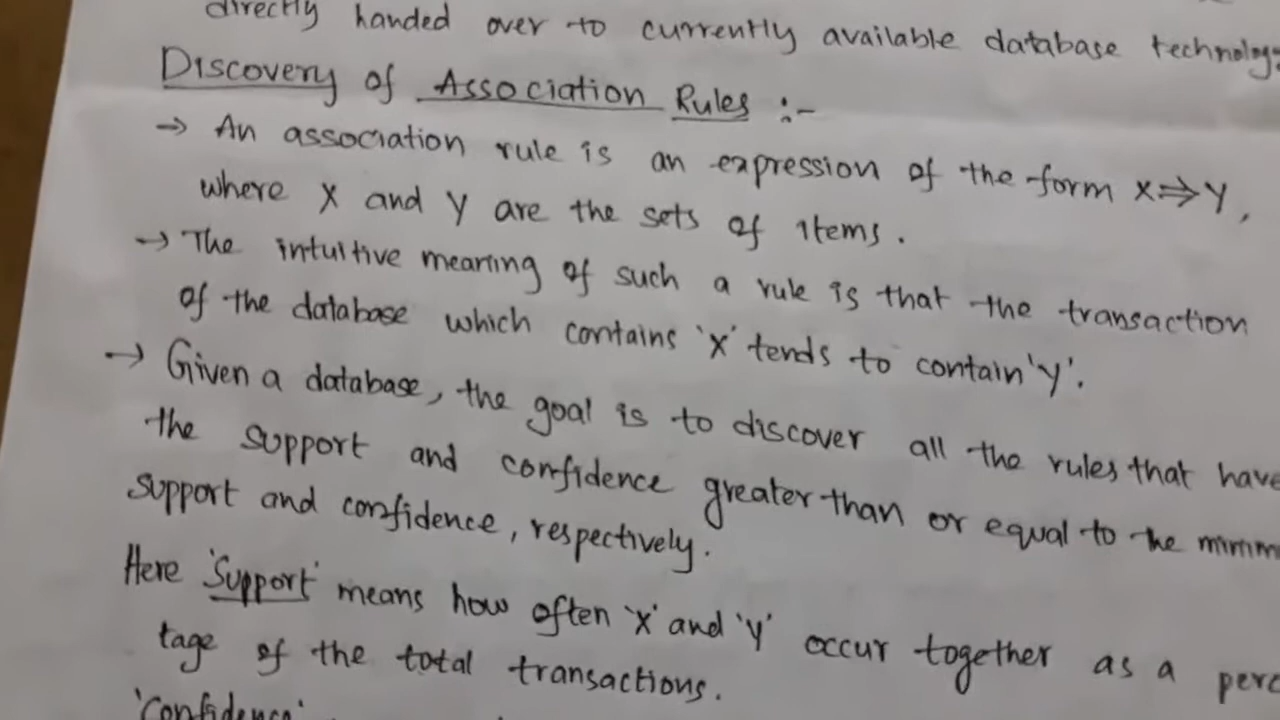 directly handed over to currently available database technology
Discovery of Association Rules :-
→ An association rule is an expression of the form X⇒Y,
where X and Y are the sets of items.
→ The intuitive meaning of such a rule is that the transaction
of the database which contains 'X' tends to contain 'Y'.
→ Given a database, the goal is to discover all the rules that have
the support and confidence greater than or equal to the minim
support and confidence, respectively.
Here 'Support' means how often 'X' and 'Y' occur together as a perc
tage of the total transactions.
'Confidence'